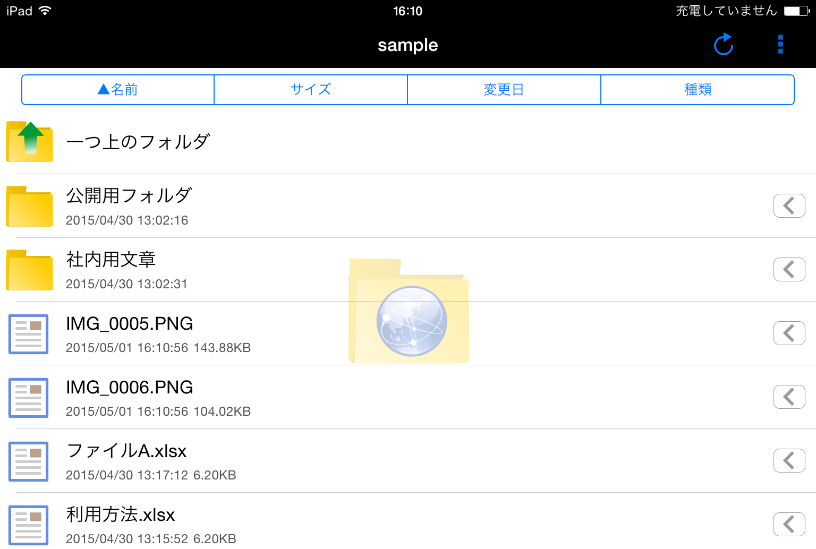 iPad 16:10 充電していません
sample
▲名前 サイズ 変更日 種類
一つ上のフォルダ
公開用フォルダ
2015/04/30 13:02:16
社内用文章
2015/04/30 13:02:31
IMG_0005.PNG
2015/05/01 16:10:56 143.88KB
IMG_0006.PNG
2015/05/01 16:10:56 104.02KB
ファイルA.xlsx
2015/04/30 13:17:12 6.20KB
利用方法.xlsx
2015/04/30 13:15:52 6.20KB